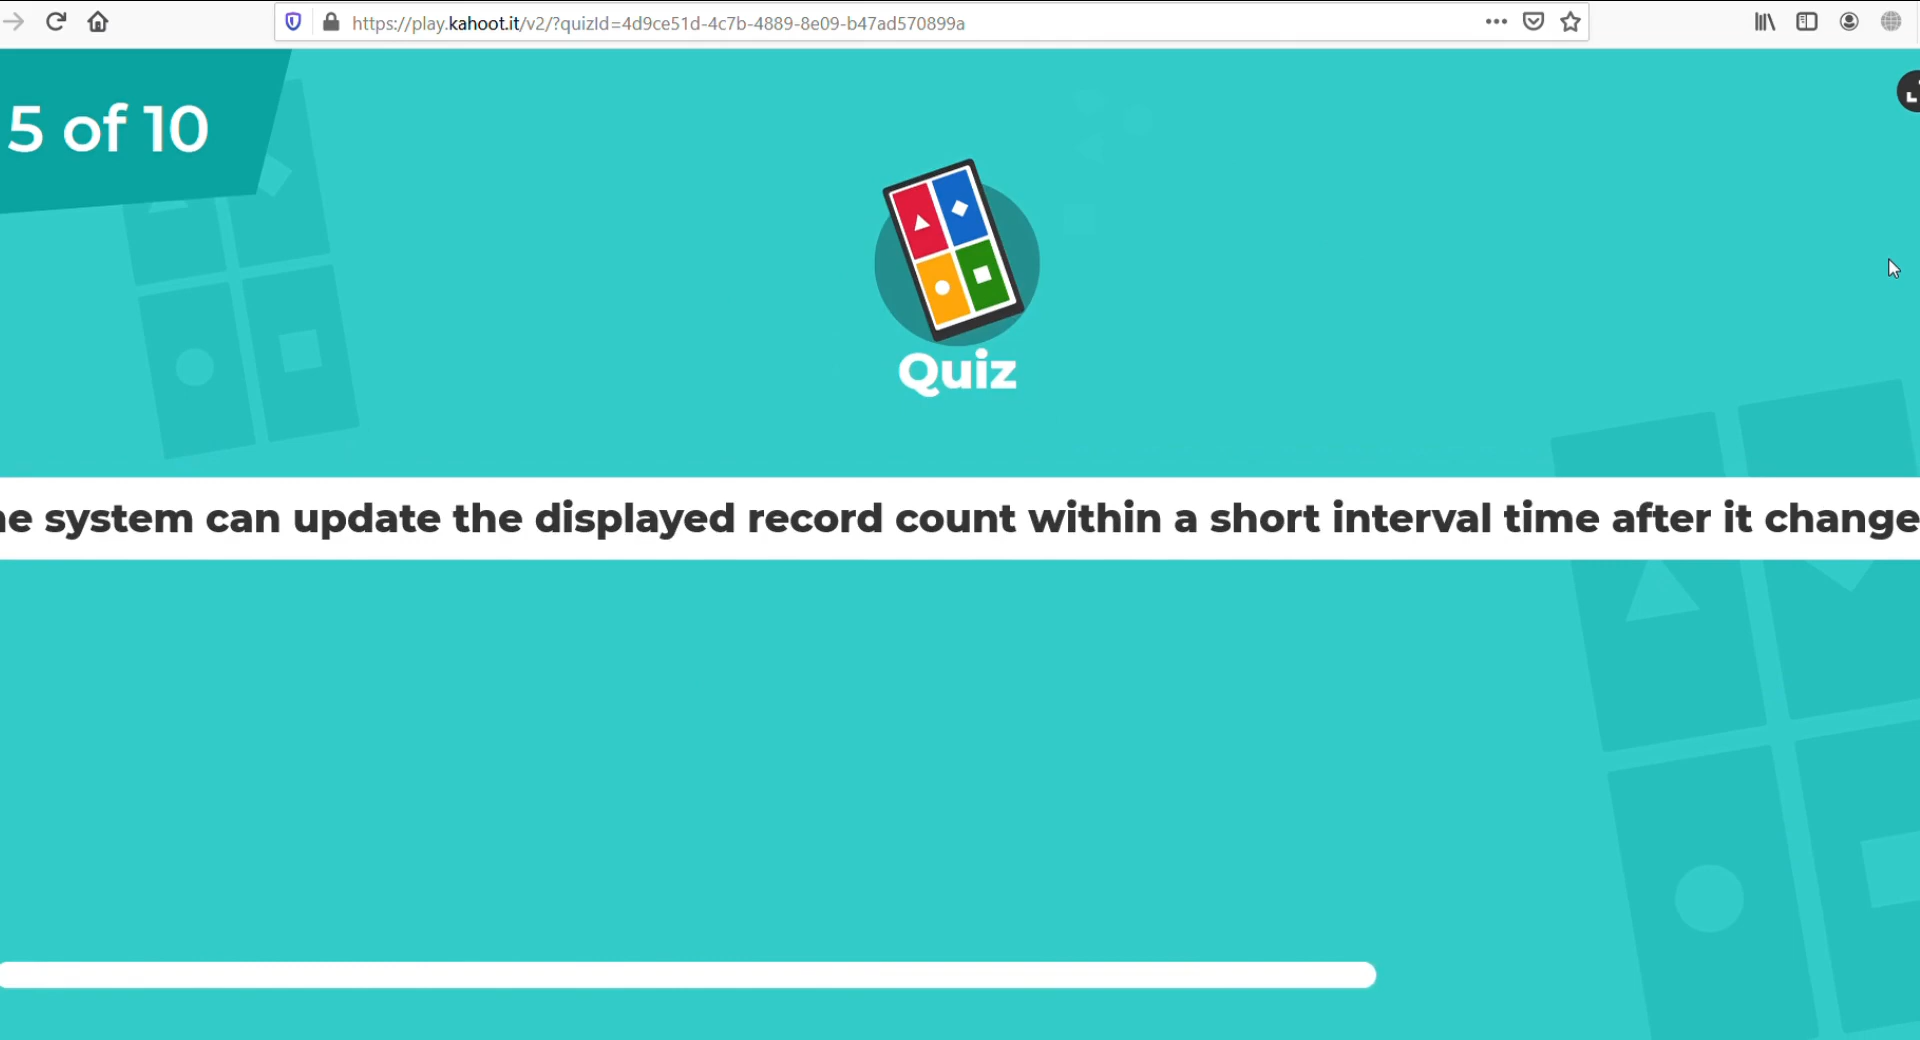 https://play.kahoot.it/v2/?quizId=4d9ce51d-4c7b-4889-8e09-b47ad570899a
5 of 10
Quiz
system can update the displayed record count within a short interval time after it change